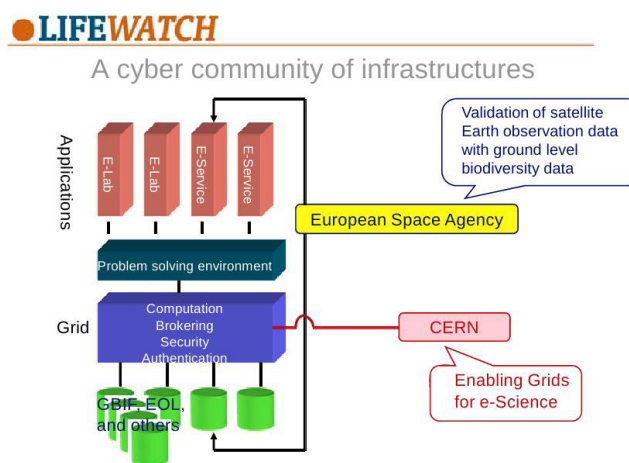 LIFEWATCH
A cyber community of infrastructures
Validation of satellite
Earth observation data
with ground level
biodiversity data
Applications
E-Lab
E-Lab
E-Service
E-Service
European Space Agency
Problem solving environment
Grid
Computation
Brokering
Security
Authentication
CERN
Enabling Grids
for e-Science
GBIF, EOL,
and others